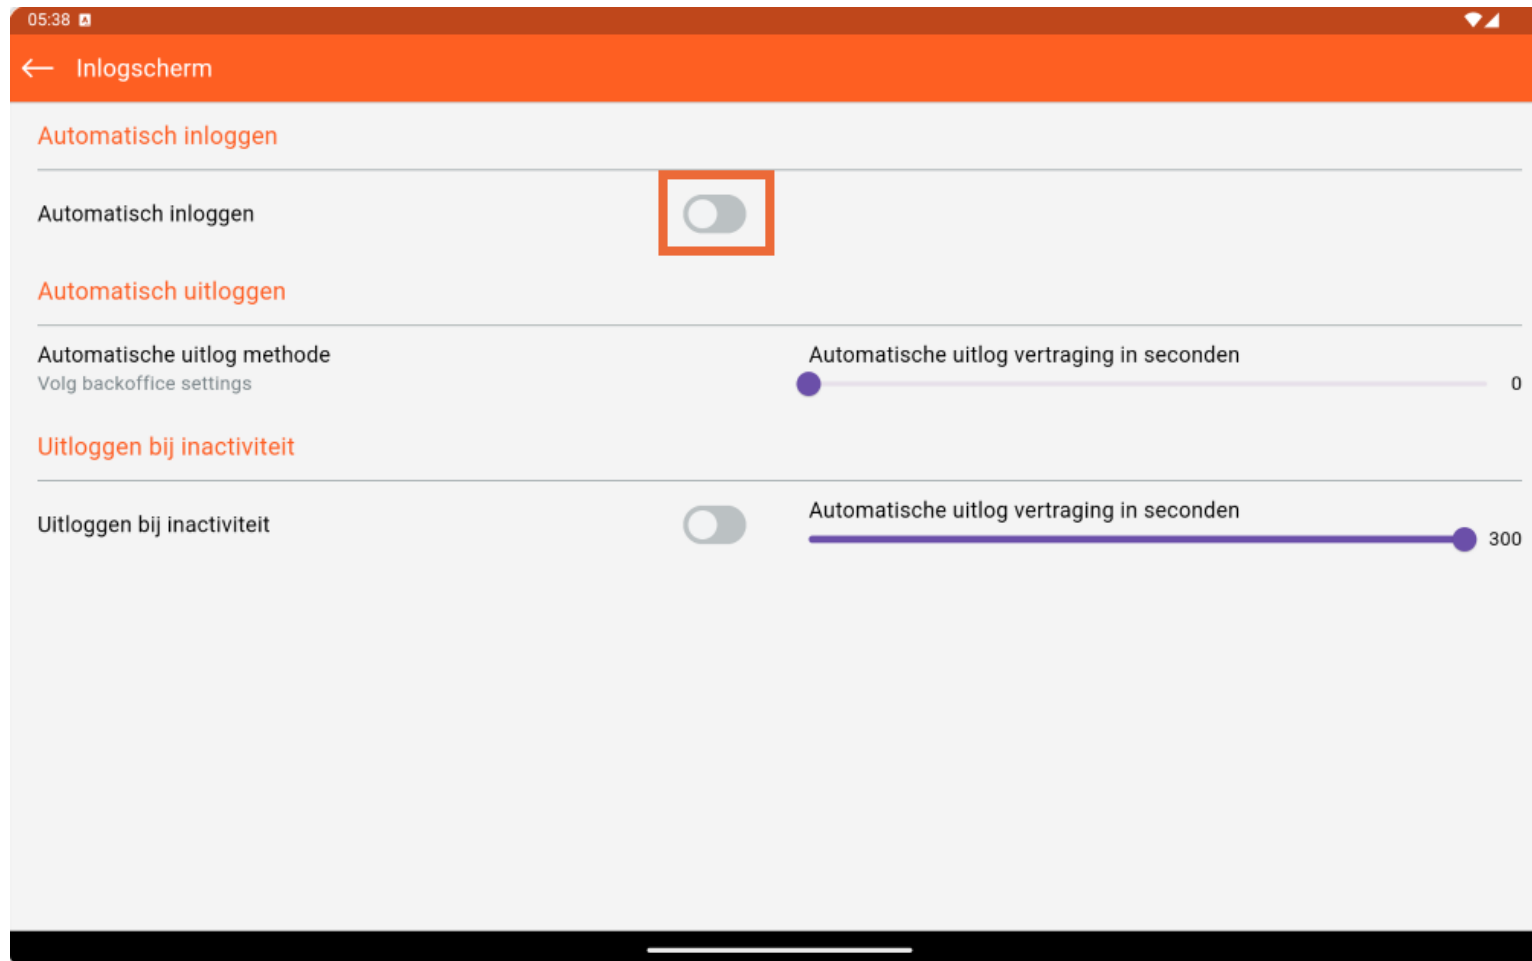 05:38
Inlogscherm
Automatisch inloggen
Automatisch inloggen
Automatisch uitloggen
Automatische uitlog methode
Volg backoffice settings
Automatische uitlog vertraging in seconden
0
Uitloggen bij inactiviteit
Uitloggen bij inactiviteit
Automatische uitlog vertraging in seconden
300